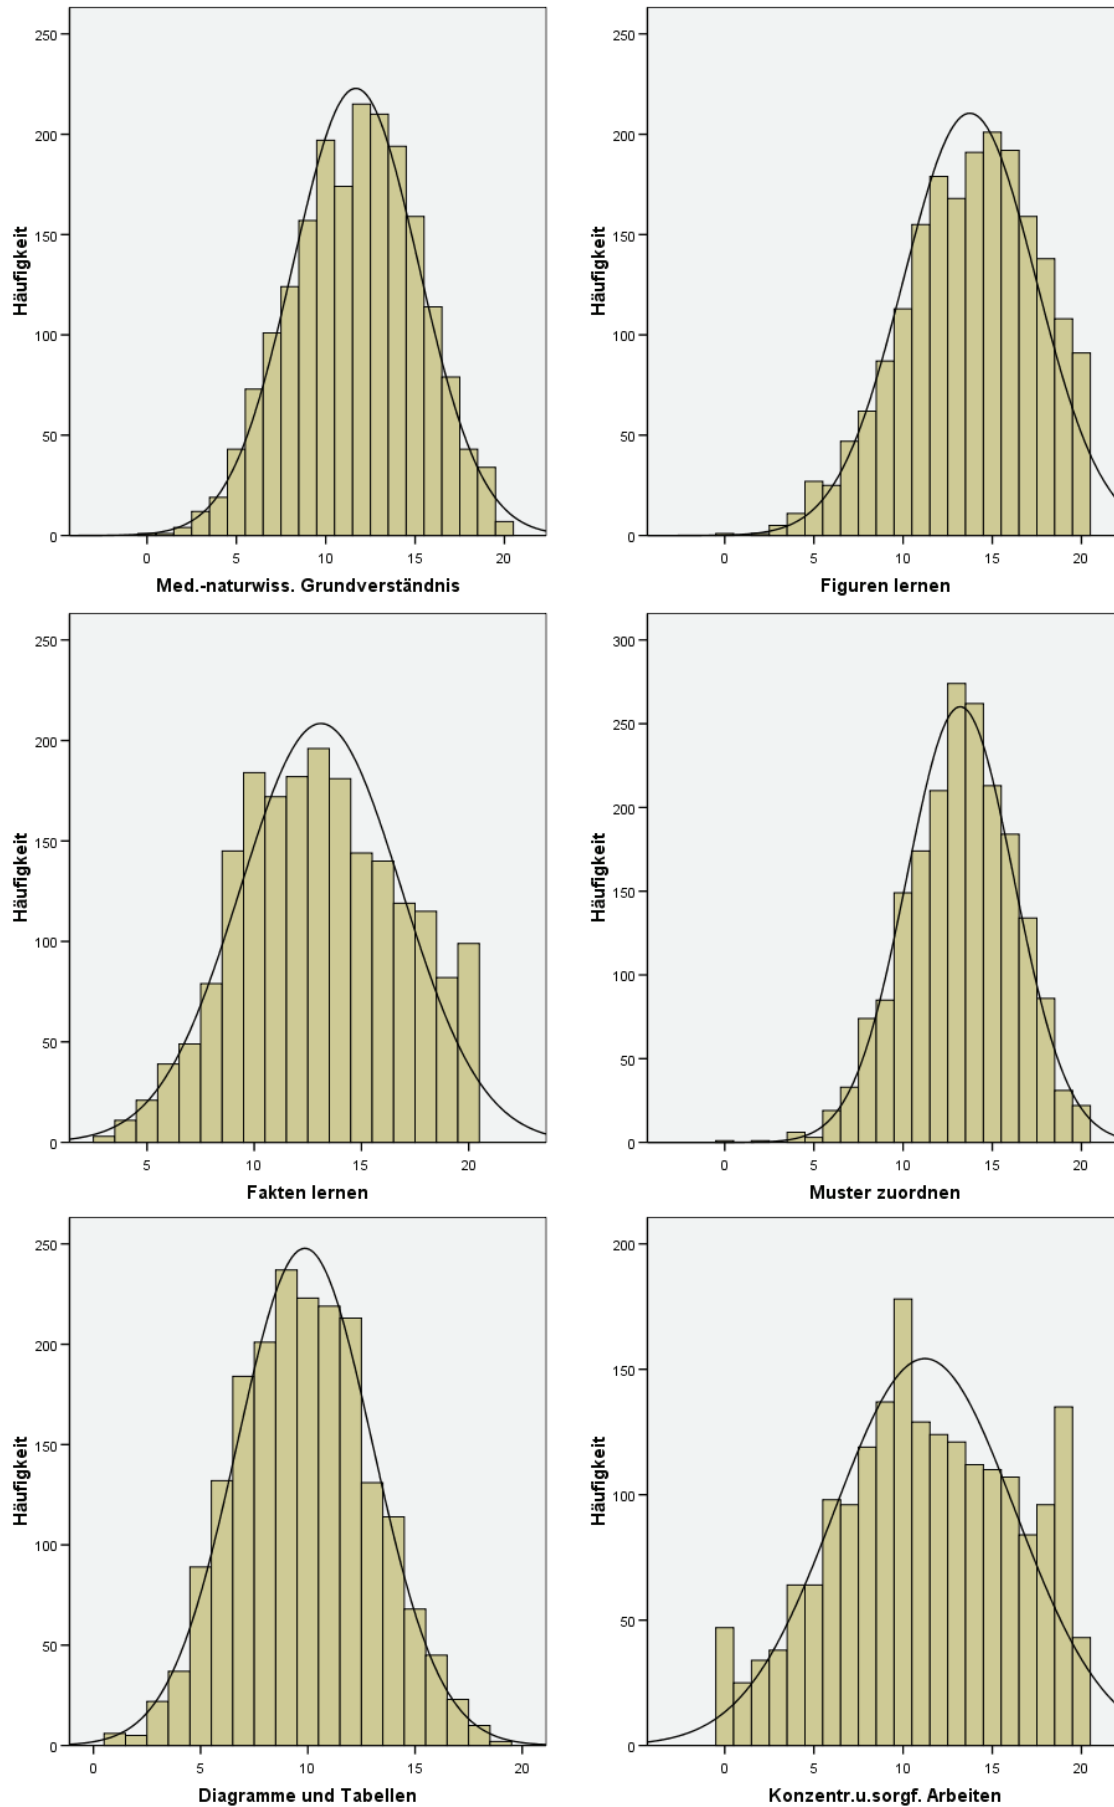 250
200
150
100
50
0
Häufigkeit
0 5 10 15 20
Med.-naturwiss. Grundverständnis
250
200
150
100
50
0
Häufigkeit
0 5 10 15 20
Figuren lernen
250
200
150
100
50
0
Häufigkeit
5 10 15 20
Fakten lernen
300
250
200
150
100
50
0
Häufigkeit
0 5 10 15 20
Muster zuordnen
250
200
150
100
50
0
Häufigkeit
0 5 10 15 20
Diagramme und Tabellen
200
150
100
50
0
Häufigkeit
0 5 10 15 20
Konzentr.u.sorgf. Arbeiten